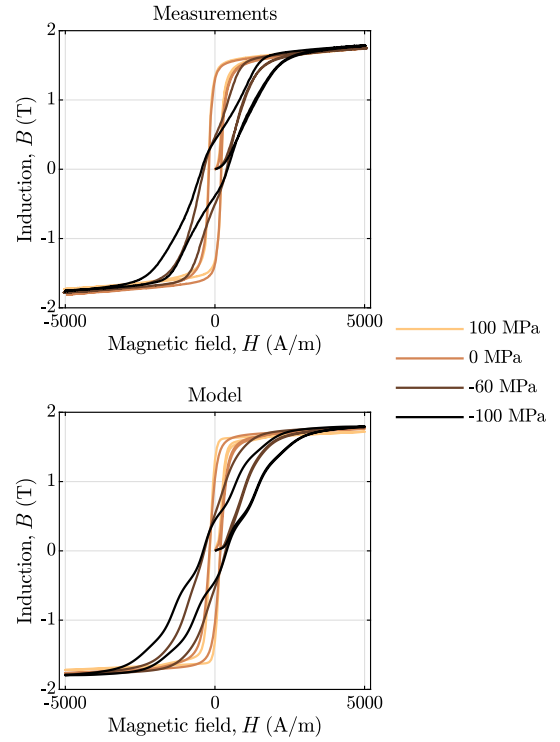 Measurements
2
1
0
-1
-2
-5000 0 5000
Induction, B (T)
Magnetic field, H (A/m)
100 MPa
0 MPa
-60 MPa
-100 MPa
Model
2
1
0
-1
-2
-5000 0 5000
Induction, B (T)
Magnetic field, H (A/m)